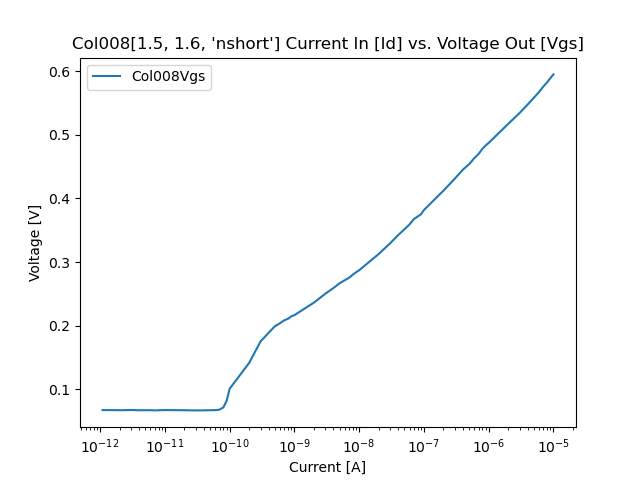 Col008[1.5, 1.6, 'nshort'] Current In [Id] vs. Voltage Out [Vgs]
Col008Vgs
0.6
0.5
0.4
0.3
0.2
0.1
Voltage [V]
10⁻¹² 10⁻¹¹ 10⁻¹⁰ 10⁻⁹ 10⁻⁸ 10⁻⁷ 10⁻⁶ 10⁻⁵
Current [A]